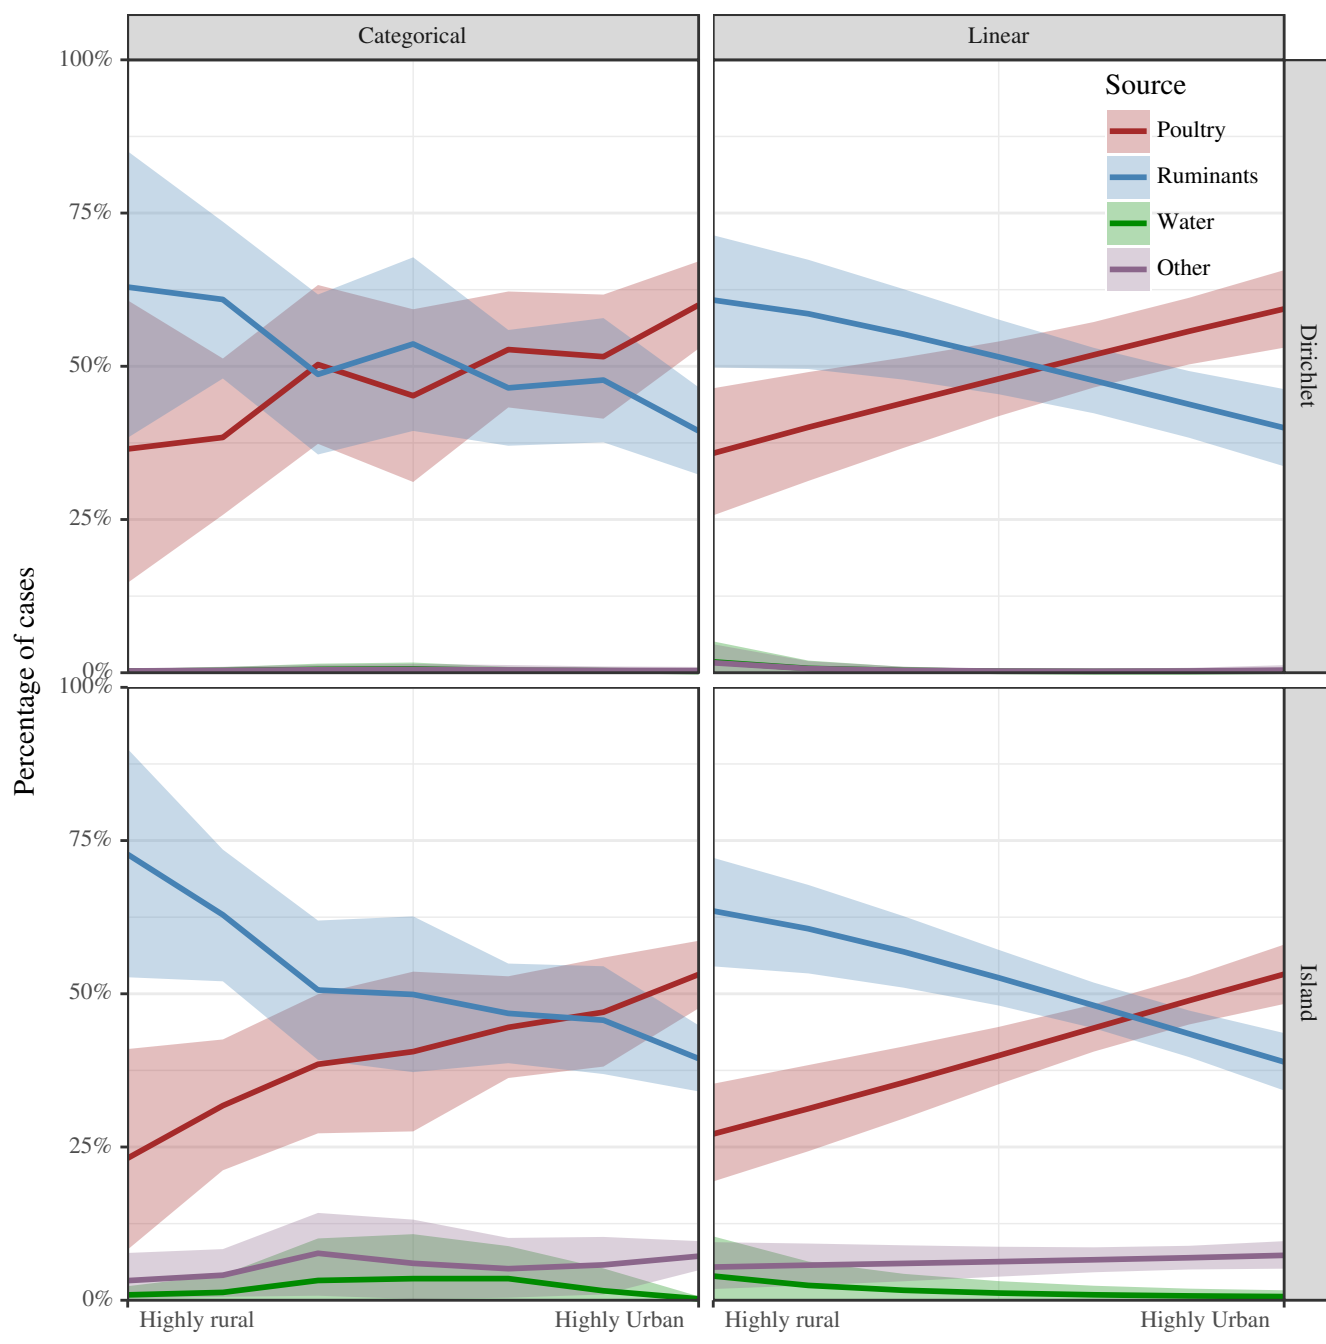 Categorical
Linear
100%
75%
50%
25%
0%
Source
Poultry
Ruminants
Water
Other
Dirichlet
Percentage of cases
100%
75%
50%
25%
0%
Island
Highly rural
Highly Urban
Highly rural
Highly Urban